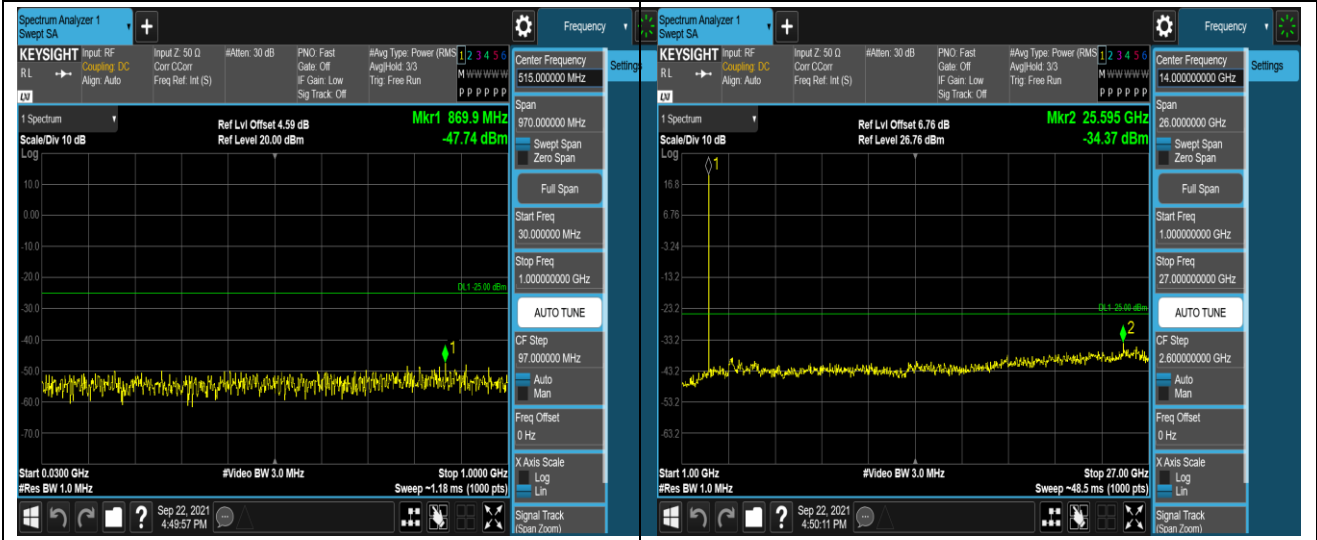 Spectrum Analyzer 1
Swept SA
+
Frequency
KEYSIGHT
RL
LXI
Input: RF
Coupling: DC
Align: Auto
Input Z: 50 Ω
Corr CCorr
Freq Ref: Int (S)
#Atten: 30 dB
PNO: Fast
Gate: Off
IF Gain: Low
Sig Track: Off
#Avg Type: Power (RMS
Avg|Hold: 3/3
Trig: Free Run
1 2 3 4 5 6
M W W W W W
P P P P P P
Center Frequency
515.000000 MHz
Settings
Span
970.000000 MHz
Swept Span
Zero Span
Full Span
Start Freq
30.000000 MHz
Stop Freq
1.000000000 GHz
AUTO TUNE
CF Step
97.000000 MHz
Auto
Man
Freq Offset
0 Hz
X Axis Scale
Log
Lin
Signal Track
(Span Zoom)
1 Spectrum
Scale/Div 10 dB
Log
Ref Lvl Offset 4.59 dB
Ref Level 20.00 dBm
Mkr1 869.9 MHz
-47.74 dBm
10.0
0.00
-10.0
-20.0
DL1 -25.00 dBm
-30.0
-40.0
1
-50.0
-60.0
-70.0
Start 0.0300 GHz
#Video BW 3.0 MHz
Stop 1.0000 GHz
#Res BW 1.0 MHz
Sweep ~1.18 ms (1000 pts)
?
Sep 22, 2021
4:49:57 PM
Spectrum Analyzer 1
Swept SA
+
Frequency
KEYSIGHT
RL
LXI
Input: RF
Coupling: DC
Align: Auto
Input Z: 50 Ω
Corr CCorr
Freq Ref: Int (S)
#Atten: 30 dB
PNO: Fast
Gate: Off
IF Gain: Low
Sig Track: Off
#Avg Type: Power (RMS
Avg|Hold: 3/3
Trig: Free Run
1 2 3 4 5 6
M W W W W W
P P P P P P
Center Frequency
14.000000000 GHz
Settings
Span
26.0000000 GHz
Swept Span
Zero Span
Full Span
Start Freq
1.000000000 GHz
Stop Freq
27.000000000 GHz
AUTO TUNE
CF Step
2.600000000 GHz
Auto
Man
Freq Offset
0 Hz
X Axis Scale
Log
Lin
Signal Track
(Span Zoom)
1 Spectrum
Scale/Div 10 dB
Log
Ref Lvl Offset 6.76 dB
Ref Level 26.76 dBm
Mkr2 25.595 GHz
-34.37 dBm
1
16.8
6.76
-3.24
-13.2
-23.2
DL1 -25.00 dBm
2
-33.2
-43.2
-53.2
-63.2
Start 1.00 GHz
#Video BW 3.0 MHz
Stop 27.00 GHz
#Res BW 1.0 MHz
Sweep ~48.5 ms (1000 pts)
?
Sep 22, 2021
4:50:11 PM